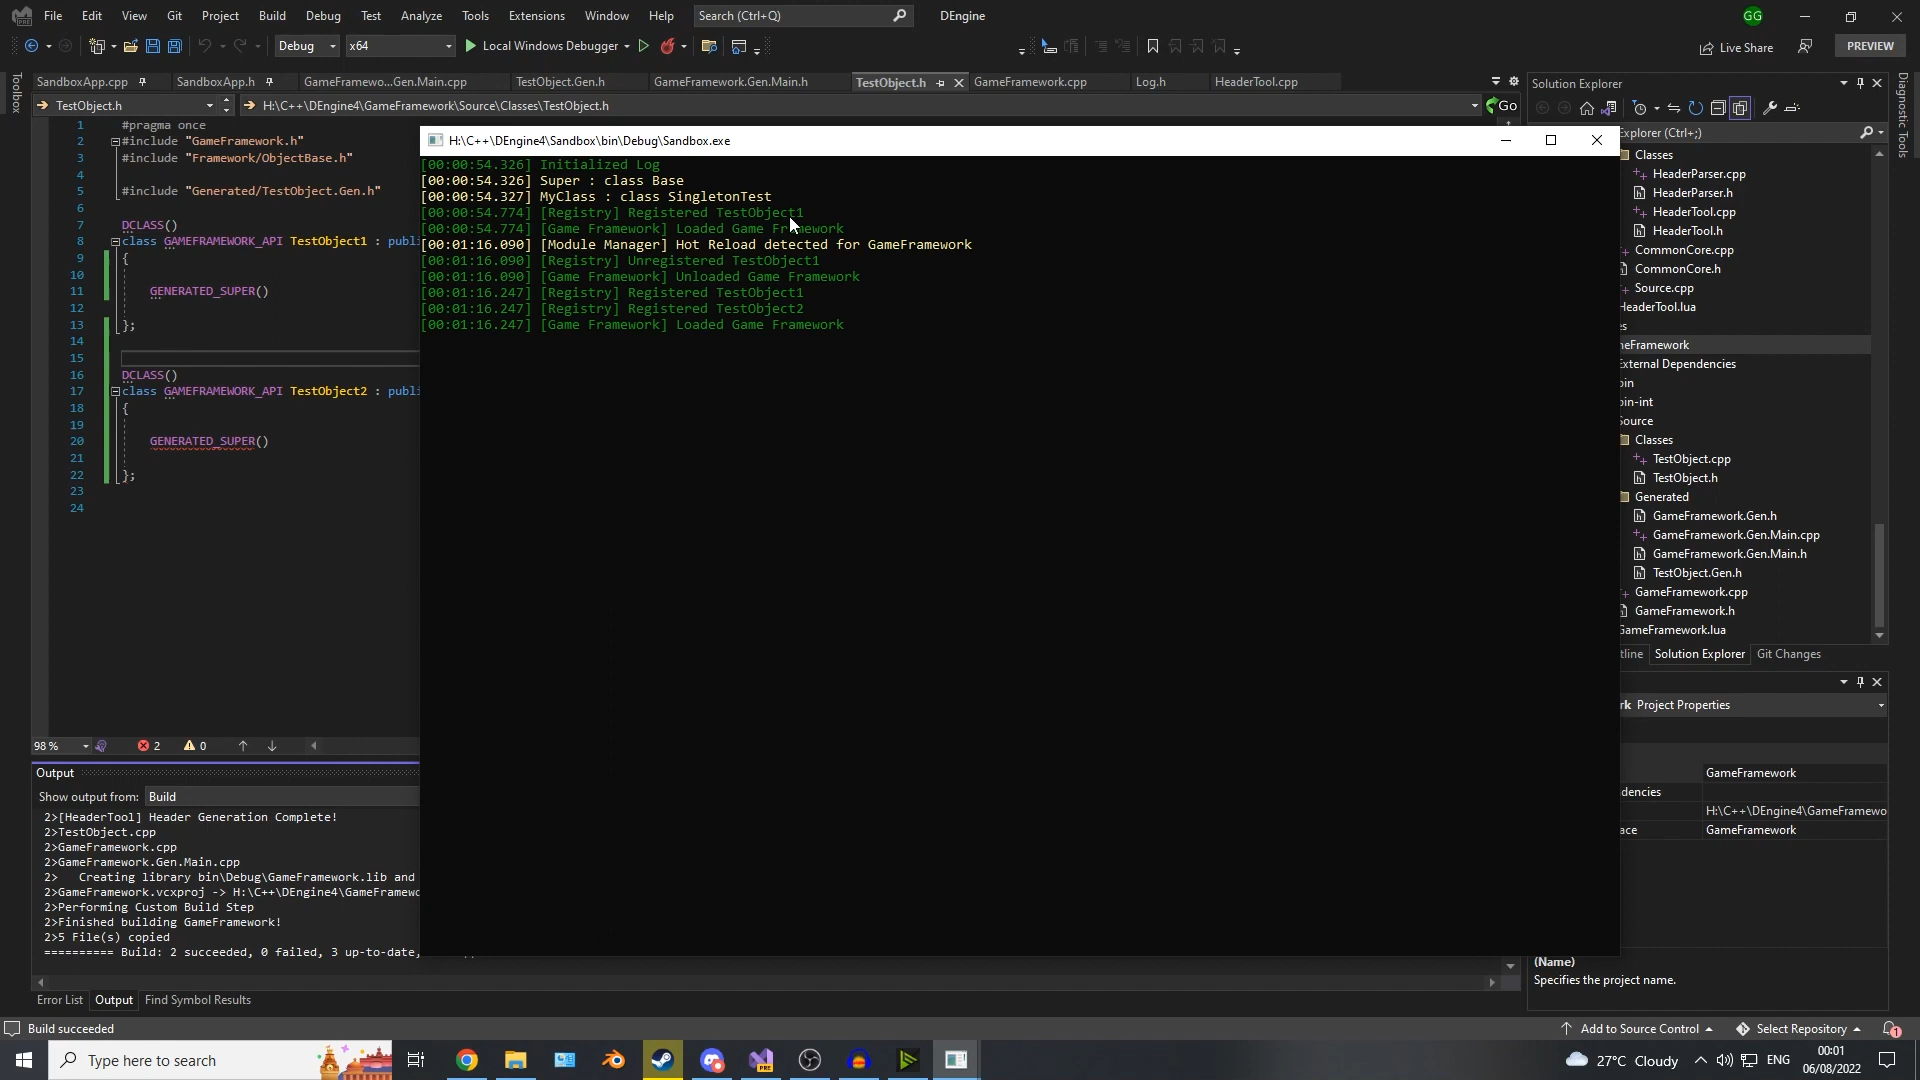 File Edit View Git Project Build Debug Test Analyze Tools Extensions Window Help Search (Ctrl+Q) DEngine GG
Debug x64 Local Windows Debugger Live Share PREVIEW
SandboxApp.cpp SandboxApp.h GameFramewo...Gen.Main.cpp TestObject.Gen.h GameFramework.Gen.Main.h TestObject.h GameFramework.cpp Log.h HeaderTool.cpp
TestObject.h H:\C++\DEngine4\GameFramework\Source\Classes\TestObject.h Go
Toolbox
1 #pragma once
2 #include "GameFramework.h"
3 #include "Framework/ObjectBase.h"
4
5 #include "Generated/TestObject.Gen.h"
6
7 DCLASS()
8 class GAMEFRAMEWORK_API TestObject1 : publi
9 {
10
11 GENERATED_SUPER()
12
13 };
14
15
16 DCLASS()
17 class GAMEFRAMEWORK_API TestObject2 : publi
18 {
19
20 GENERATED_SUPER()
21
22 };
23
24
98 % 2 0
H:\C++\DEngine4\Sandbox\bin\Debug\Sandbox.exe
[00:00:54.326] Initialized Log
[00:00:54.326] Super : class Base
[00:00:54.327] MyClass : class SingletonTest
[00:00:54.774] [Registry] Registered TestObject1
[00:00:54.774] [Game Framework] Loaded Game Framework
[00:01:16.090] [Module Manager] Hot Reload detected for GameFramework
[00:01:16.090] [Registry] Unregistered TestObject1
[00:01:16.090] [Game Framework] Unloaded Game Framework
[00:01:16.247] [Registry] Registered TestObject1
[00:01:16.247] [Registry] Registered TestObject2
[00:01:16.247] [Game Framework] Loaded Game Framework
Output
Show output from: Build
2>[HeaderTool] Header Generation Complete!
2>TestObject.cpp
2>GameFramework.cpp
2>GameFramework.Gen.Main.cpp
2> Creating library bin\Debug\GameFramework.lib and
2>GameFramework.vcxproj -> H:\C++\DEngine4\GameFramewo
2>Performing Custom Build Step
2>Finished building GameFramework!
2>5 File(s) copied
========== Build: 2 succeeded, 0 failed, 3 up-to-date,
Error List Output Find Symbol Results
Solution Explorer
xplorer (Ctrl+;)
Classes
HeaderParser.cpp
HeaderParser.h
HeaderTool.cpp
HeaderTool.h
CommonCore.cpp
CommonCore.h
Source.cpp
HeaderTool.lua
es
eFramework
External Dependencies
bin
bin-int
Source
Classes
TestObject.cpp
TestObject.h
Generated
GameFramework.Gen.h
GameFramework.Gen.Main.cpp
GameFramework.Gen.Main.h
TestObject.Gen.h
GameFramework.cpp
GameFramework.h
GameFramework.lua
tline Solution Explorer Git Changes
rk Project Properties
GameFramework
dencies
H:\C++\DEngine4\GameFramewo
ace GameFramework
(Name)
Specifies the project name.
Diagnostic Tools
Build succeeded Add to Source Control Select Repository 1
Type here to search PRE 27°C Cloudy ENG 00:01
06/08/2022